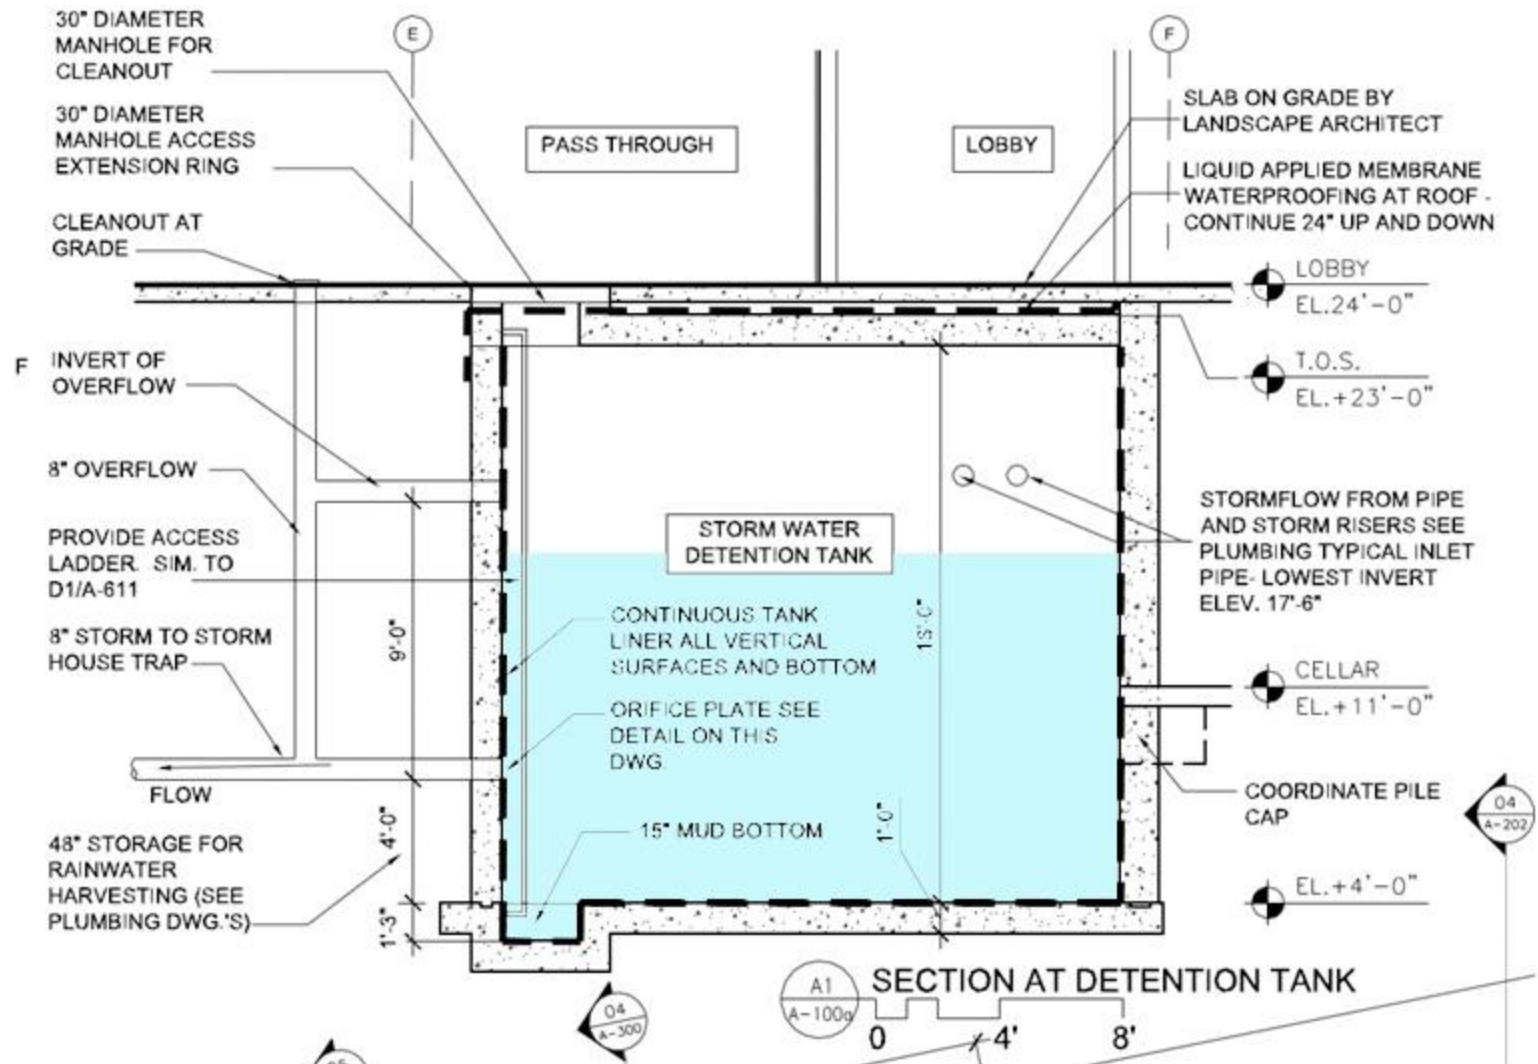 30" DIAMETER
MANHOLE FOR
CLEANOUT
E
F
30" DIAMETER
MANHOLE ACCESS
EXTENSION RING
PASS THROUGH
LOBBY
SLAB ON GRADE BY
LANDSCAPE ARCHITECT
LIQUID APPLIED MEMBRANE
WATERPROOFING AT ROOF -
CONTINUE 24" UP AND DOWN
CLEANOUT AT
GRADE
LOBBY
EL.24'-0"
F
INVERT OF
OVERFLOW
T.O.S.
EL.+23'-0"
8" OVERFLOW
STORM WATER
DETENTION TANK
STORMFLOW FROM PIPE
AND STORM RISERS SEE
PLUMBING TYPICAL INLET
PIPE- LOWEST INVERT
ELEV. 17'-6"
PROVIDE ACCESS
LADDER. SIM. TO
D1/A-611
9'-0"
CONTINUOUS TANK
LINER ALL VERTICAL
SURFACES AND BOTTOM
8" STORM TO STORM
HOUSE TRAP
CELLAR
EL.+11'-0"
ORIFICE PLATE SEE
DETAIL ON THIS
DWG.
FLOW
COORDINATE PILE
CAP
04
A-202
48" STORAGE FOR
RAINWATER
HARVESTING (SEE
PLUMBING DWG.'S)
4'-0"
15" MUD BOTTOM
1'-0"
EL.+4'-0"
1'-3"
A1
A-100a
SECTION AT DETENTION TANK
0 4' 8'
04
A-300